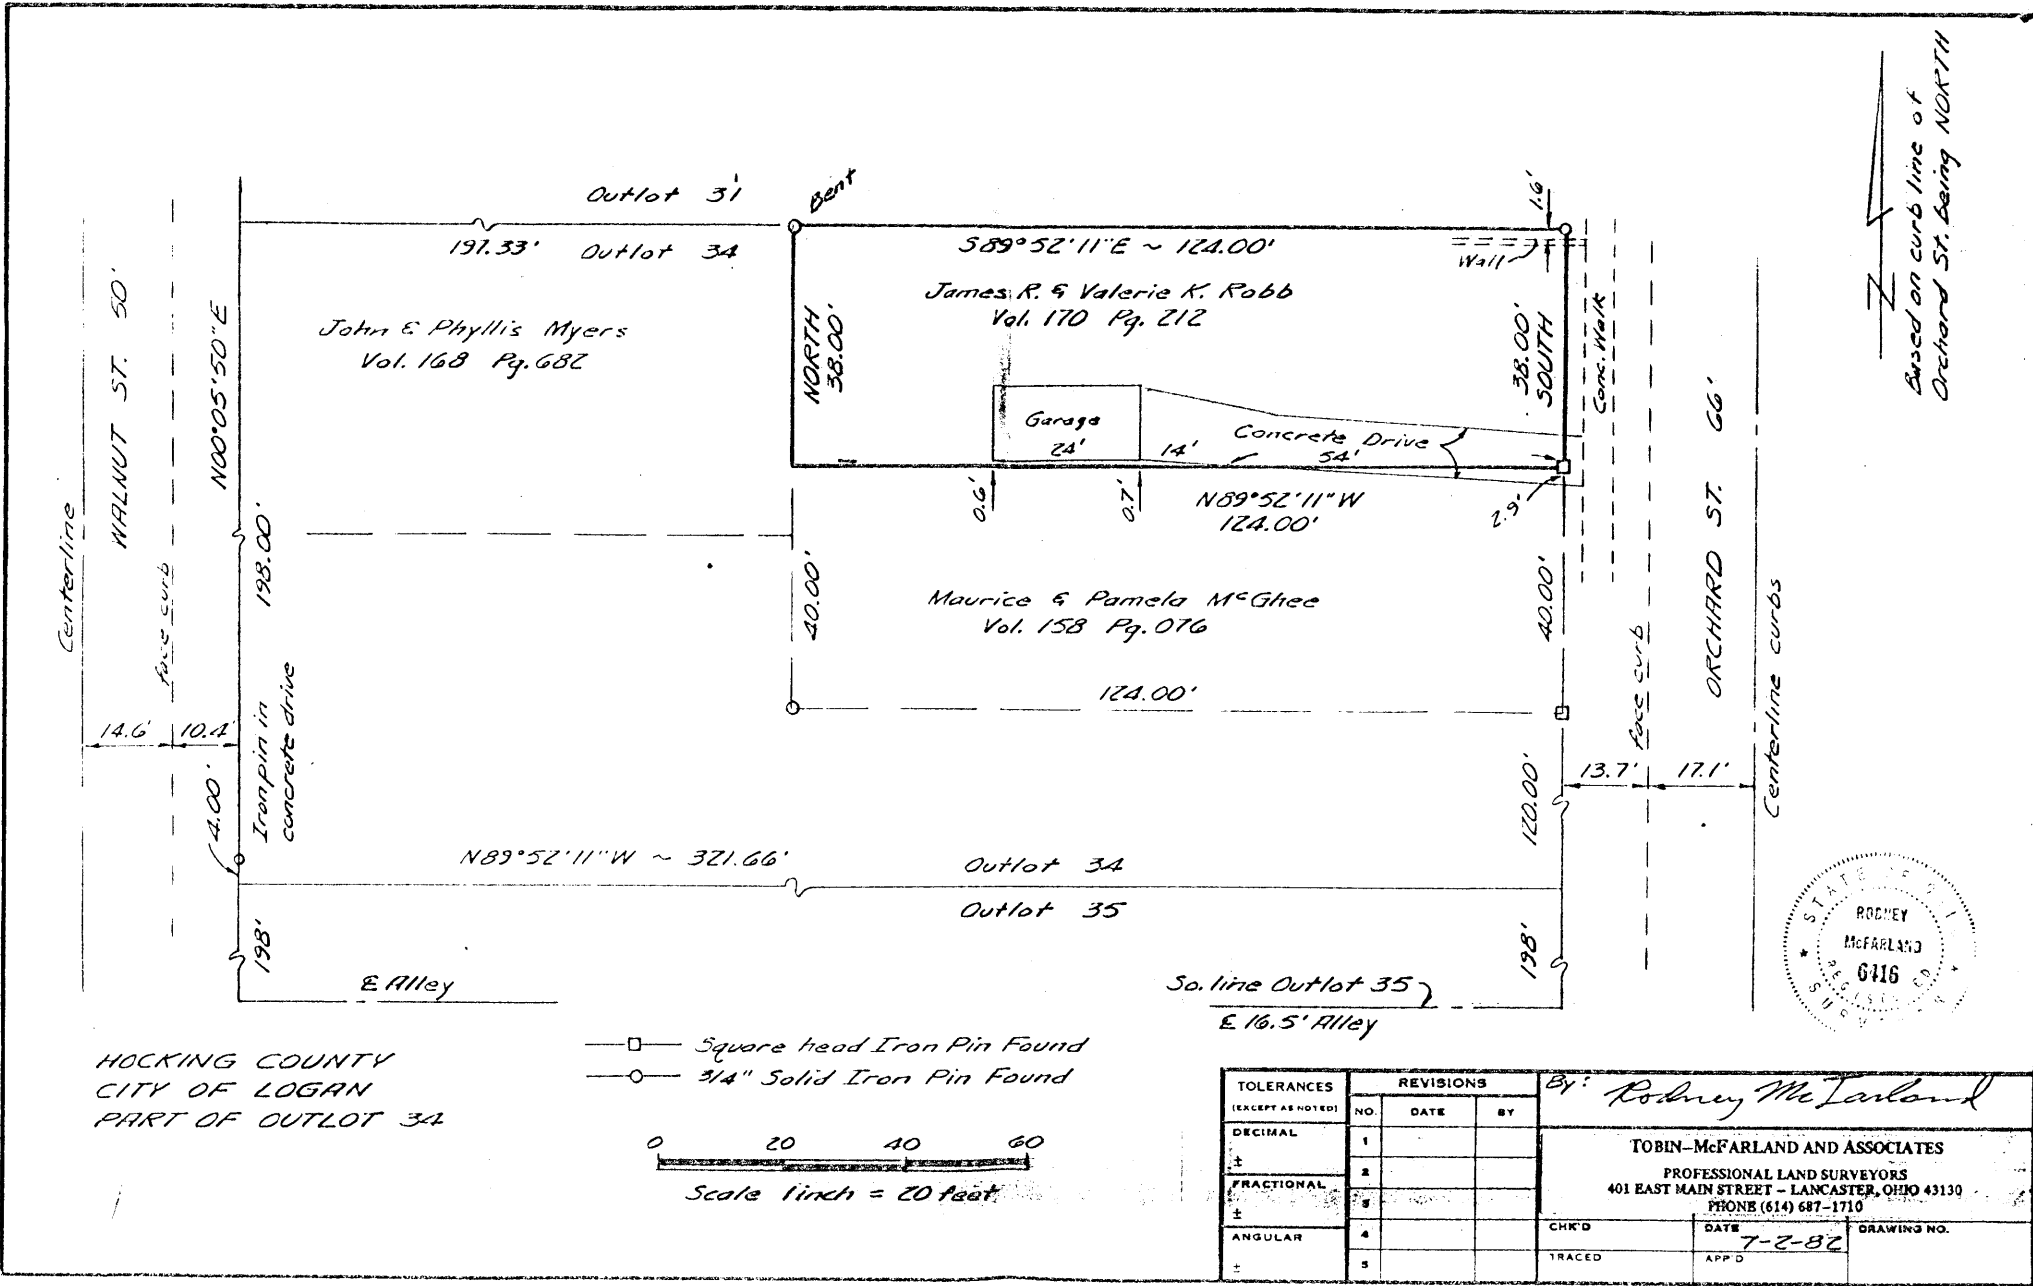 Based on curb line of
Orchard St. being NORTH
Outlot 31
Bent
1.6'
197.33' Outlot 34
S89°52'11"E ~ 124.00'
Wall
James R. & Valerie K. Robb
Vol. 170 Pg. 212
John & Phyllis Myers
Vol. 168 Pg. 682
NORTH
38.00'
38.00'
SOUTH
Conc. Walk
WALNUT ST. 50'
N00°05'50"E
Garage
24'
14'
Concrete Drive
54'
0.6'
0.7'
N89°52'11"W
124.00'
2.9'
ORCHARD ST. 66'
Centerline
face curb
198.00'
40.00'
Maurice & Pamela McGhee
Vol. 158 Pg. 076
40.00'
face curb
Centerline curbs
124.00'
14.6'
10.4'
Iron pin in
concrete drive
4.00'
120.00'
13.7'
17.1'
N89°52'11"W ~ 321.66'
Outlot 34
Outlot 35
198'
198'
℄ Alley
So. line Outlot 35
℄ 16.5' Alley
STATE OF OHIO
RODNEY
McFARLAND
6416
REGISTERED
SURVEYOR
HOCKING COUNTY
CITY OF LOGAN
PART OF OUTLOT 34
Square head Iron Pin Found
3/4" Solid Iron Pin Found
0 20 40 60
Scale 1inch = 20 feet
TOLERANCES
(EXCEPT AS NOTED)
DECIMAL
±
FRACTIONAL
±
ANGULAR
±
REVISIONS
NO. DATE BY
1
2
3
4
5
By: Rodney McFarland
TOBIN-McFARLAND AND ASSOCIATES
PROFESSIONAL LAND SURVEYORS
401 EAST MAIN STREET - LANCASTER, OHIO 43130
PHONE (614) 687-1710
CHK'D
DATE 7-2-82
DRAWING NO.
TRACED
APP'D